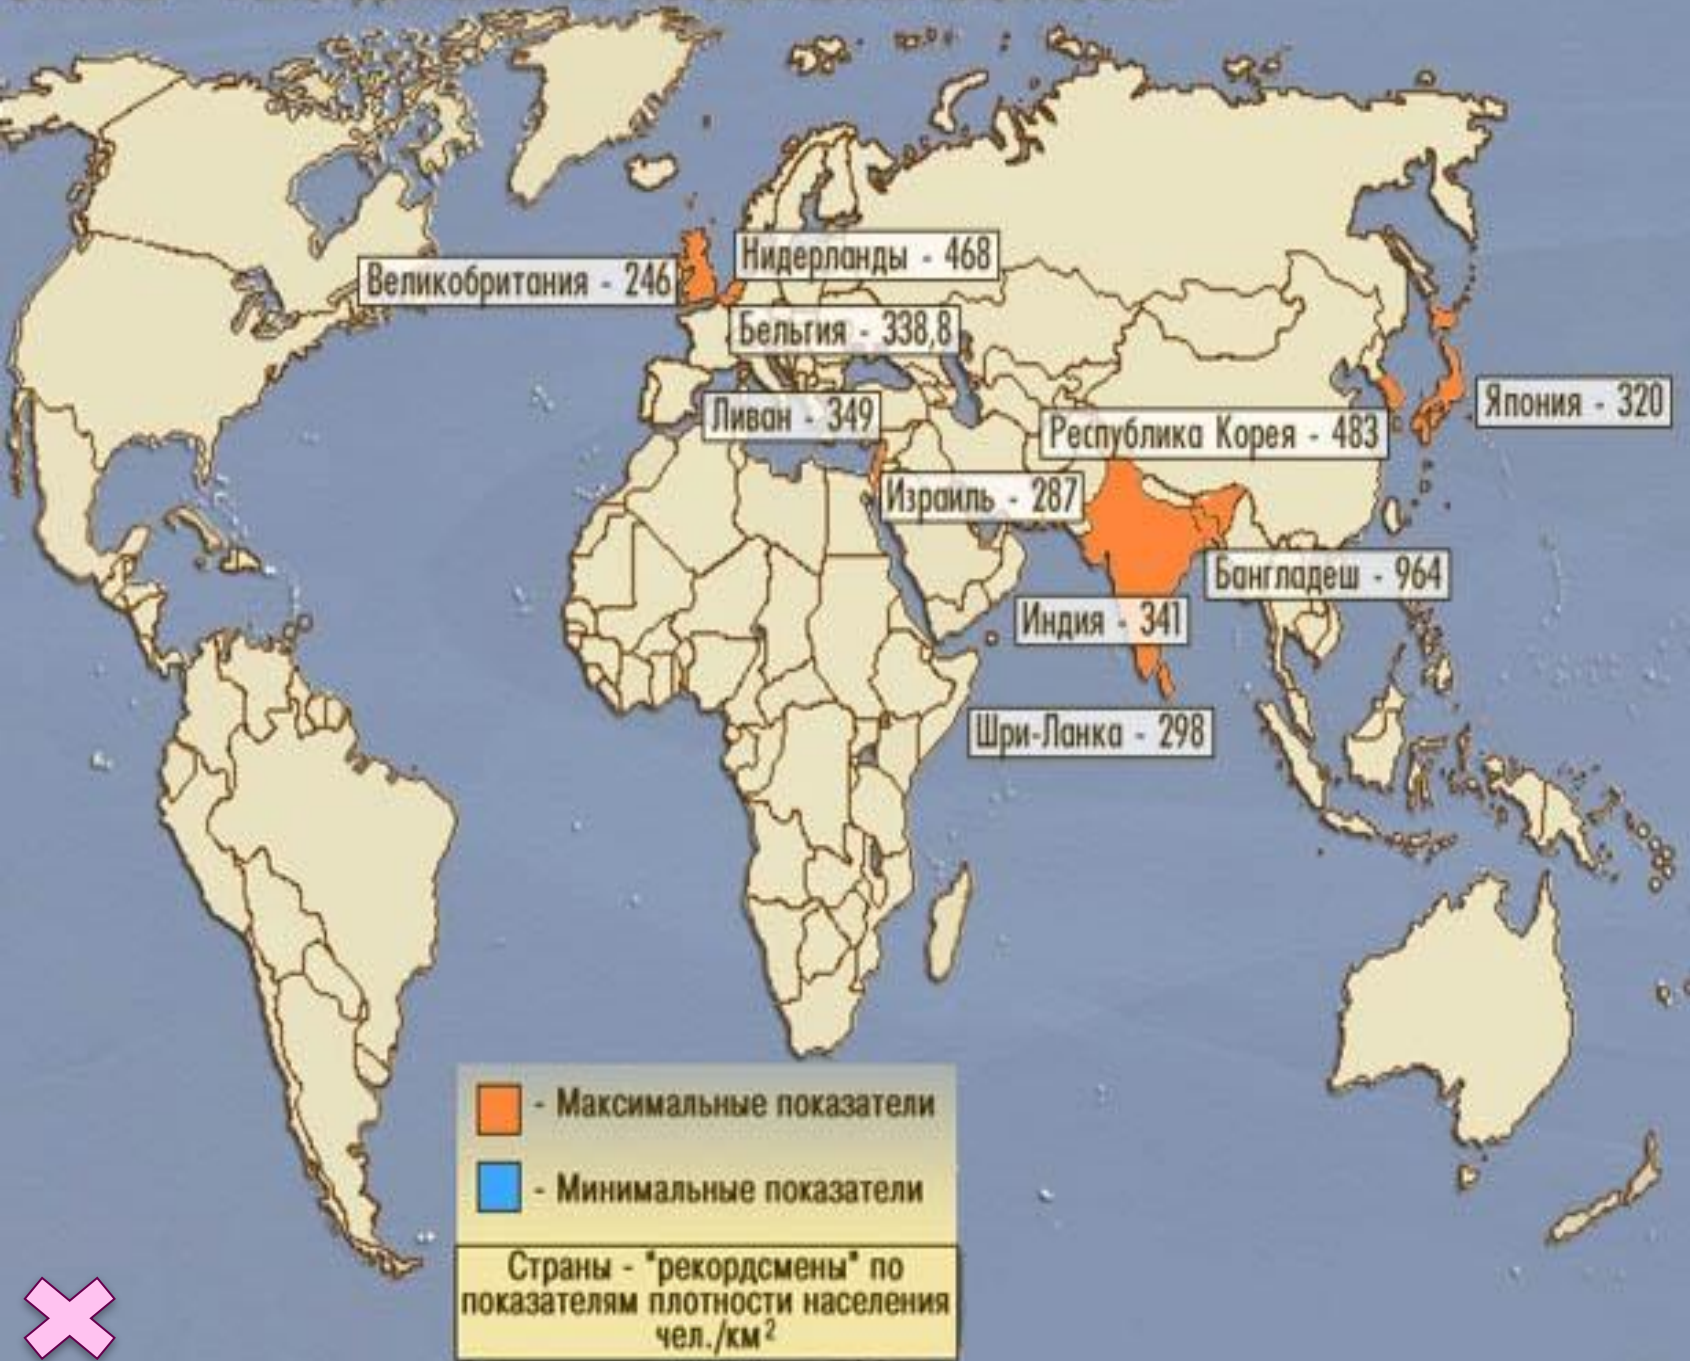 Великобритания - 246
Нидерланды - 468
Бельгия - 338,8
Ливан - 349
Республика Корея - 483
Япония - 320
Израиль - 287
Бангладеш - 964
Индия - 341
Шри-Ланка - 298
- Максимальные показатели
- Минимальные показатели
Страны - "рекордсмены" по
показателям плотности населения
чел./км²